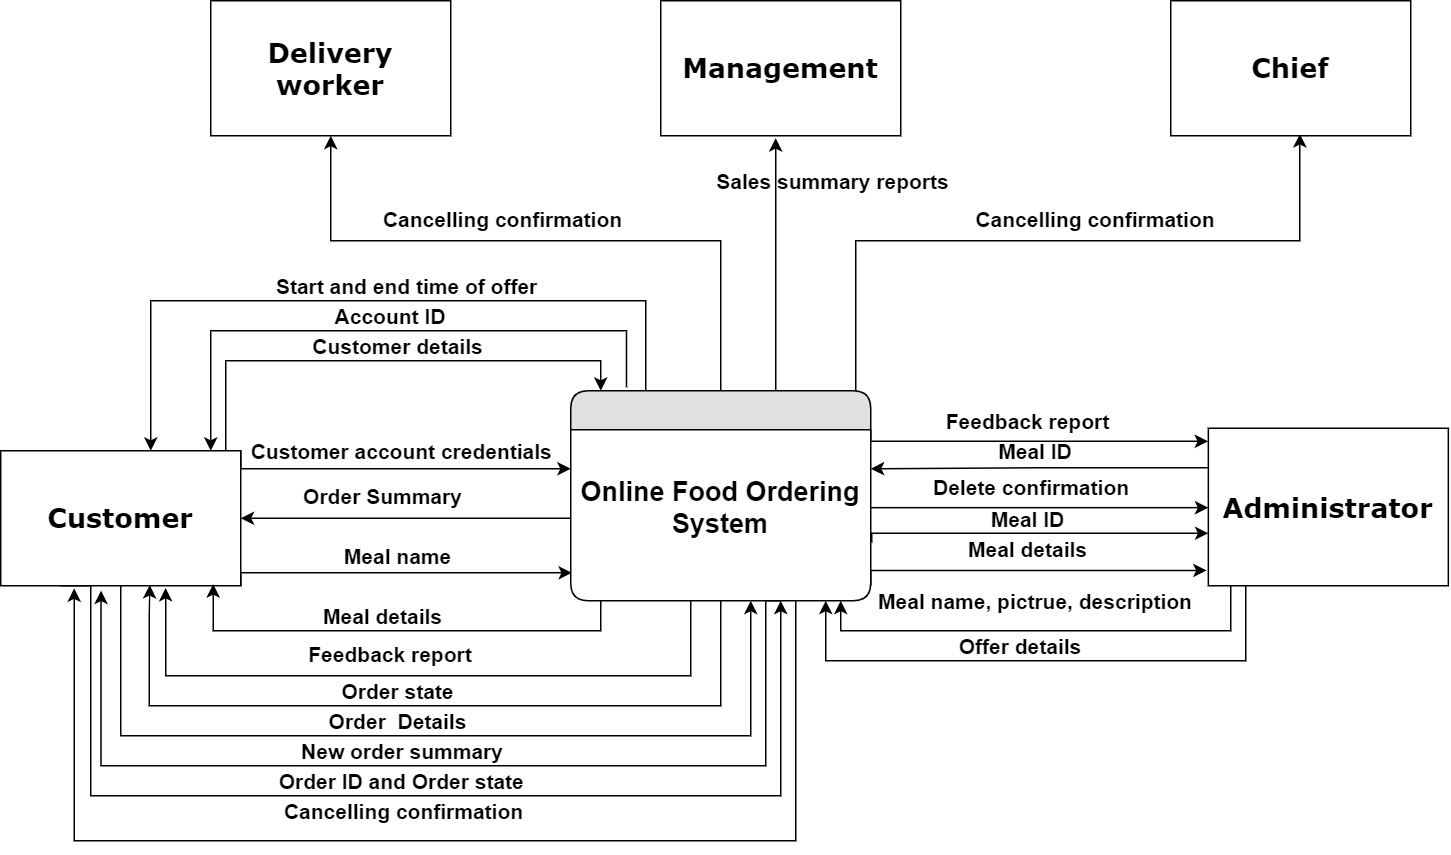 Delivery
worker
Management
Chief
Sales summary reports
Cancelling confirmation
Cancelling confirmation
Start and end time of offer
Account ID
Customer details
Feedback report
Customer account credentials
Meal ID
Order Summary
Delete confirmation
Online Food Ordering
System
Customer
Administrator
Meal ID
Meal name
Meal details
Meal details
Meal name, pictrue, description
Feedback report
Offer details
Order state
Order  Details
New order summary
Order ID and Order state
Cancelling confirmation